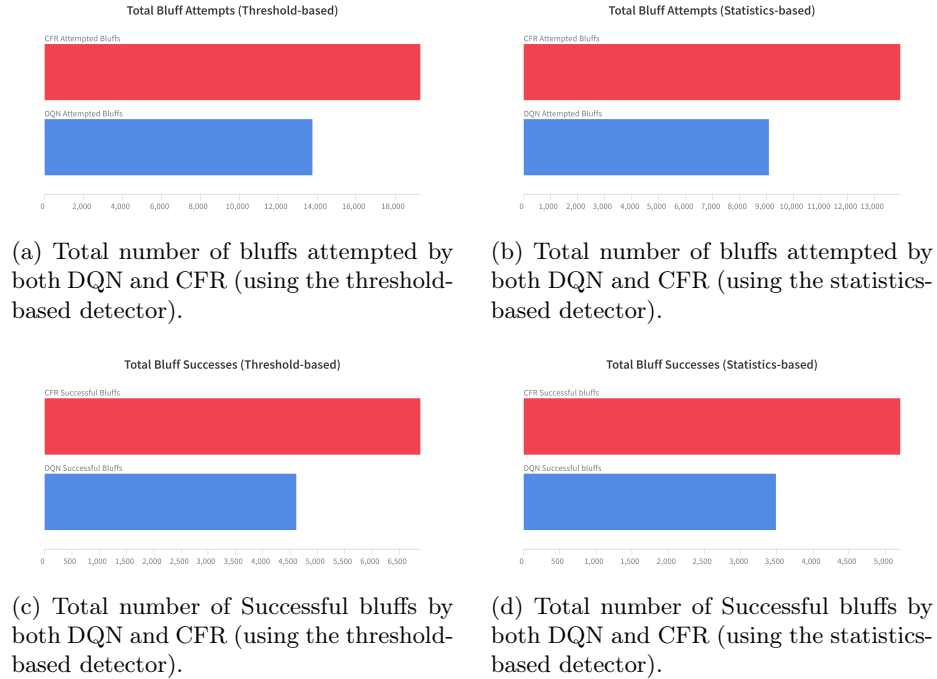 Total Bluff Attempts (Threshold-based)
CFR Attempted Bluffs
DQN Attempted Bluffs
0 2,000 4,000 6,000 8,000 10,000 12,000 14,000 16,000 18,000
(a) Total number of bluffs attempted by
both DQN and CFR (using the threshold-
based detector).
Total Bluff Attempts (Statistics-based)
CFR Attempted Bluffs
DQN Attempted Bluffs
0 1,000 2,000 3,000 4,000 5,000 6,000 7,000 8,000 9,000 10,000 11,000 12,000 13,000
(b) Total number of bluffs attempted by
both DQN and CFR (using the statistics-
based detector).
Total Bluff Successes (Threshold-based)
CFR Successful Bluffs
DQN Successful Bluffs
0 500 1,000 1,500 2,000 2,500 3,000 3,500 4,000 4,500 5,000 5,500 6,000 6,500
(c) Total number of Successful bluffs by
both DQN and CFR (using the threshold-
based detector).
Total Bluff Successes (Statistics-based)
CFR Successful bluffs
DQN Successful bluffs
0 500 1,000 1,500 2,000 2,500 3,000 3,500 4,000 4,500 5,000
(d) Total number of Successful bluffs by
both DQN and CFR (using the statistics-
based detector).